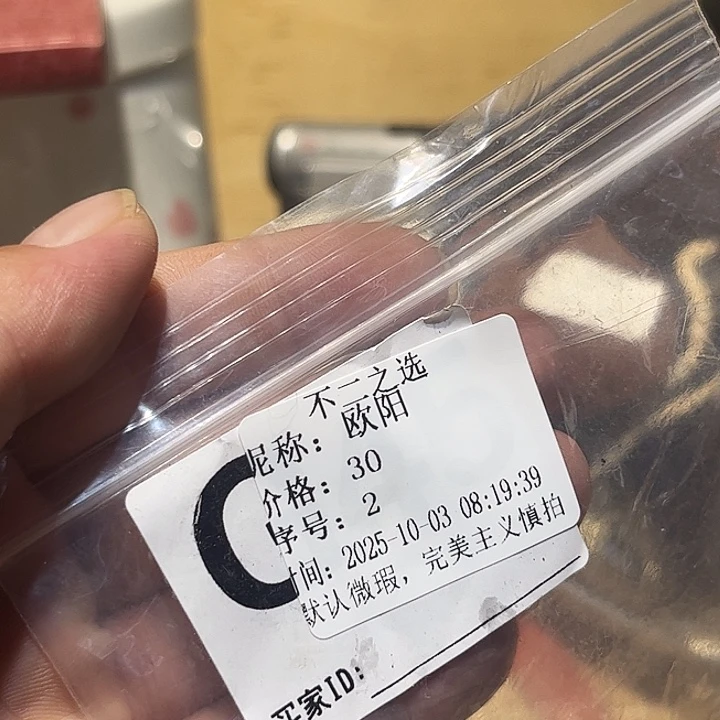 不二之选
昵称：欧阳
价格：30
序号：2
时间：2025-10-03 08:19:39
默认微瑕，完美主义慎拍
C
买家ID: